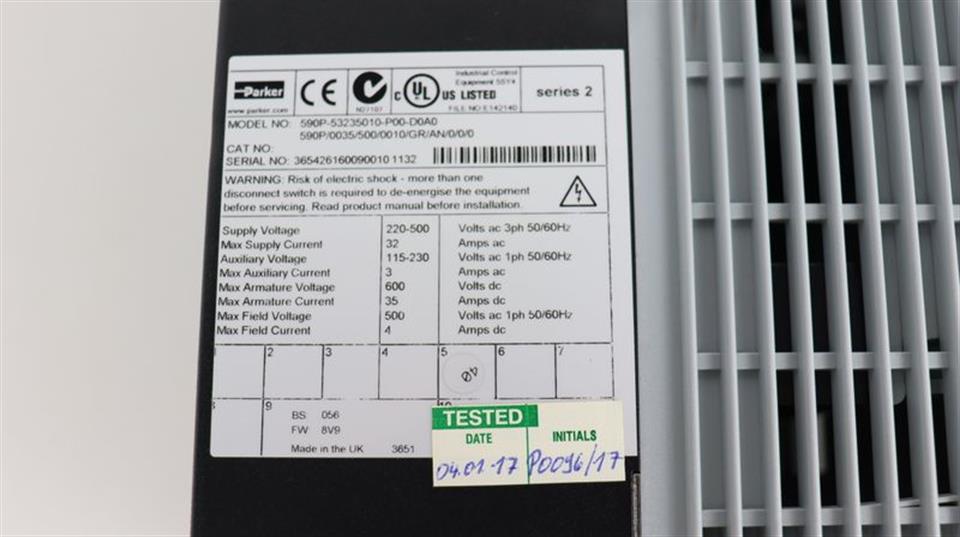 Parker
www.parker.com
CE
N27107
C UL US LISTED
Industrial Control
Equipment 5SY4
FILE NO E142140
series 2
MODEL NO: 590P-53235010-P00-D0A0
590P/0035/500/0010/GR/AN/0/0/0
CAT NO:
SERIAL NO: 36542616009001 0 1132
WARNING: Risk of electric shock - more than one
disconnect switch is required to de-energise the equipment
before servicing. Read product manual before installation.
Supply Voltage 220-500 Volts ac 3ph 50/60Hz
Max Supply Current 32 Amps ac
Auxiliary Voltage 115-230 Volts ac 1ph 50/60Hz
Max Auxiliary Current 3 Amps ac
Max Armature Voltage 600 Volts dc
Max Armature Current 35 Amps dc
Max Field Voltage 500 Volts ac 1ph 50/60Hz
Max Field Current 4 Amps dc
1 2 3 4 5 6 7
9
BS 056
FW 8V9
Made in the UK 3651
TESTED
DATE INITIALS
04.01-17 P0096/17